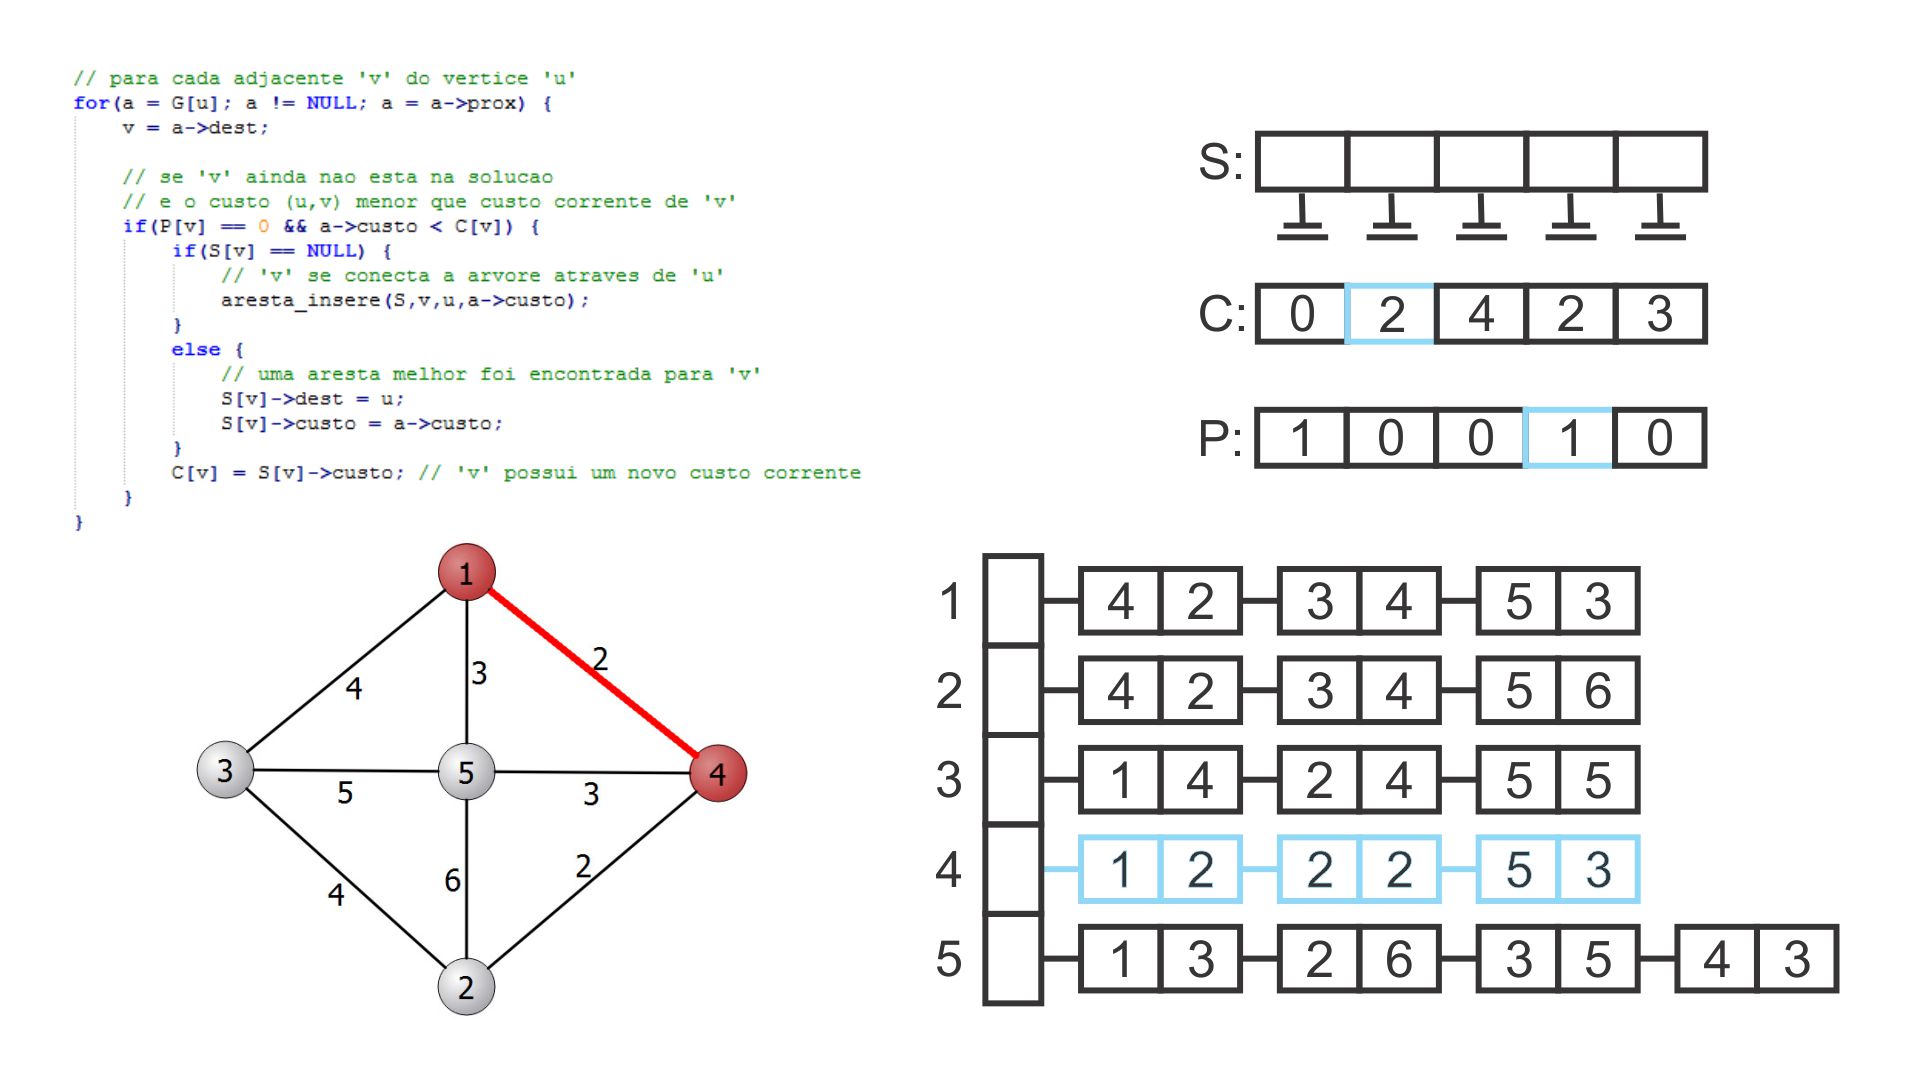 // para cada adjacente 'v' do vertice 'u'
for(a = G[u]; a != NULL; a = a->prox) {
v = a->dest;
// se 'v' ainda nao esta na solucao
// e o custo (u,v) menor que custo corrente de 'v'
if(P[v] == 0 && a->custo < C[v]) {
if(S[v] == NULL) {
// 'v' se conecta a arvore atraves de 'u'
aresta_insere(S,v,u,a->custo);
}
else {
// uma aresta melhor foi encontrada para 'v'
S[v]->dest = u;
S[v]->custo = a->custo;
}
C[v] = S[v]->custo; // 'v' possui um novo custo corrente
}
}
S:
C: 0 2 4 2 3
P: 1 0 0 1 0
1
2
3
4
3 5 4
5 3
6 2
4
2
1 4 2 3 4 5 3
2 4 2 3 4 5 6
3 1 4 2 4 5 5
4 1 2 2 2 5 3
5 1 3 2 6 3 5 4 3